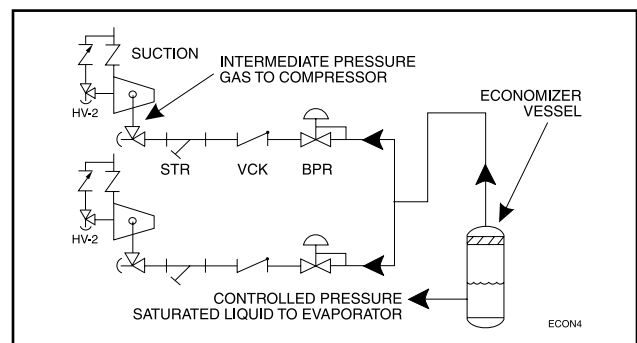 SUCTION
INTERMEDIATE PRESSURE
GAS TO COMPRESSOR
ECONOMIZER
VESSEL
HV-2
STR
VCK
BPR
HV-2
CONTROLLED PRESSURE
SATURATED LIQUID TO EVAPORATOR
ECON4